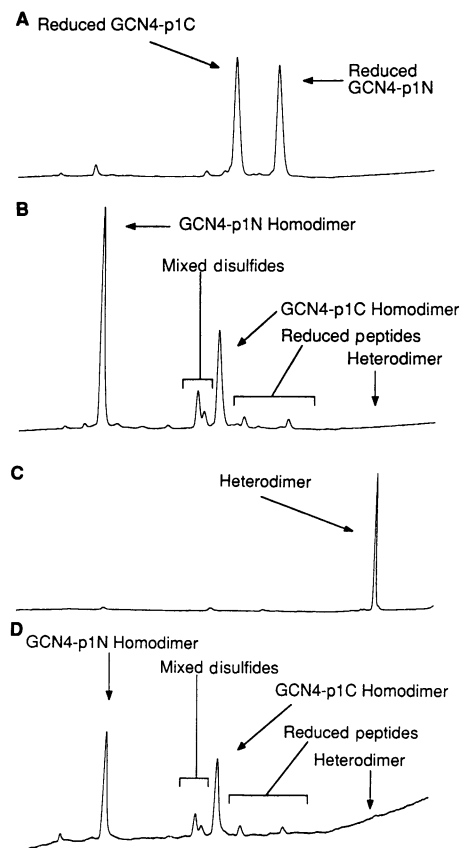 A
Reduced GCN4-p1C
Reduced
GCN4-p1N
B
GCN4-p1N Homodimer
Mixed disulfides
GCN4-p1C Homodimer
Reduced peptides
Heterodimer
C
Heterodimer
D
GCN4-p1N Homodimer
Mixed disulfides
GCN4-p1C Homodimer
Reduced peptides
Heterodimer